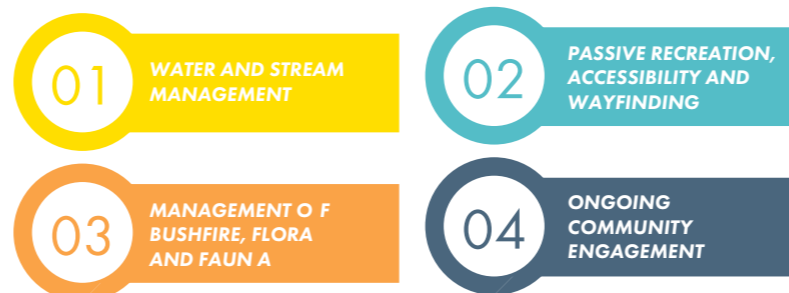 01
WATER AND STREAM
MANAGEMENT
02
PASSIVE RECREATION,
ACCESSIBILITY AND
WAYFINDING
03
MANAGEMENT O F
BUSHFIRE, FLORA
AND FAUN A
04
ONGOING
COMMUNITY
ENGAGEMENT